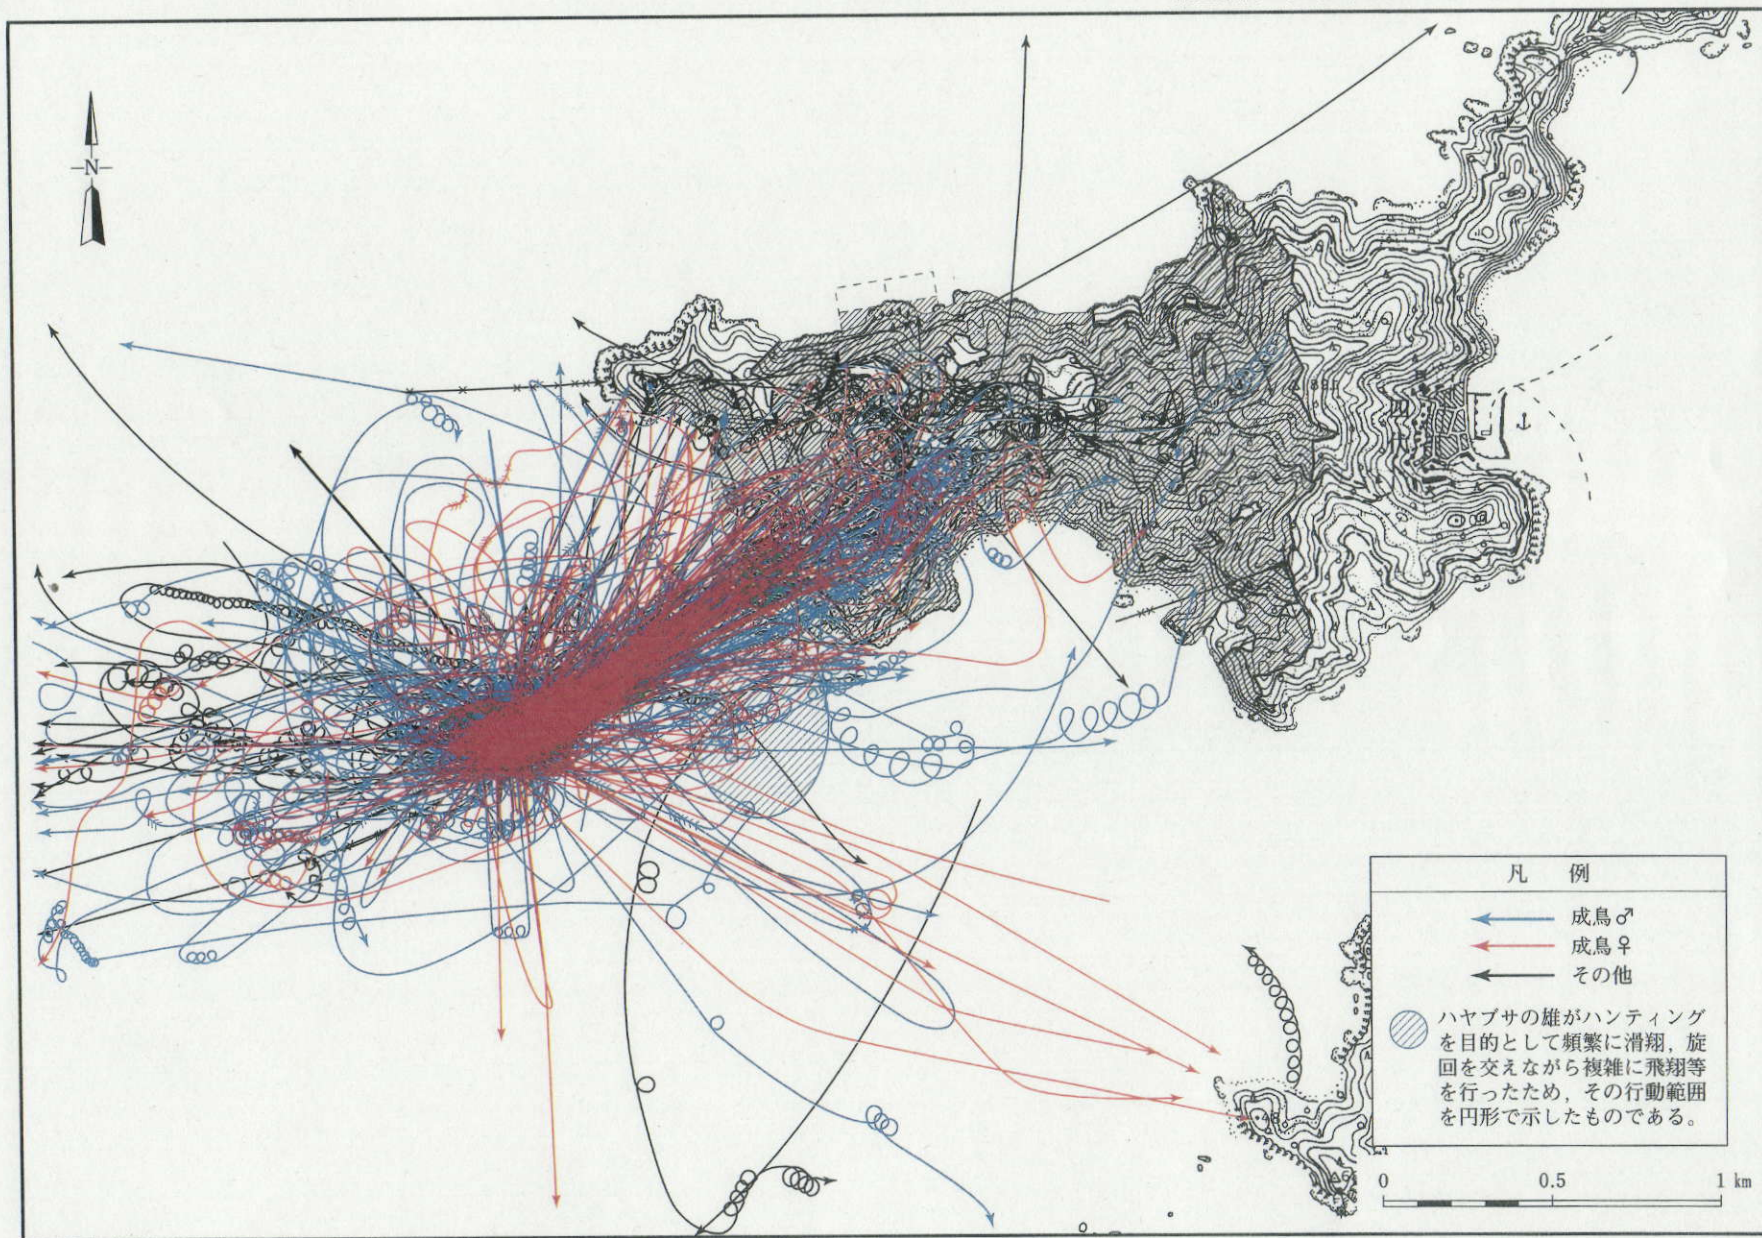 N
凡 例
成鳥♂
成鳥♀
その他
ハヤブサの雄がハンティング
を目的として頻繁に滑翔，旋
回を交えながら複雑に飛翔等
を行ったため，その行動範囲
を円形で示したものである。
0 0.5 1 km